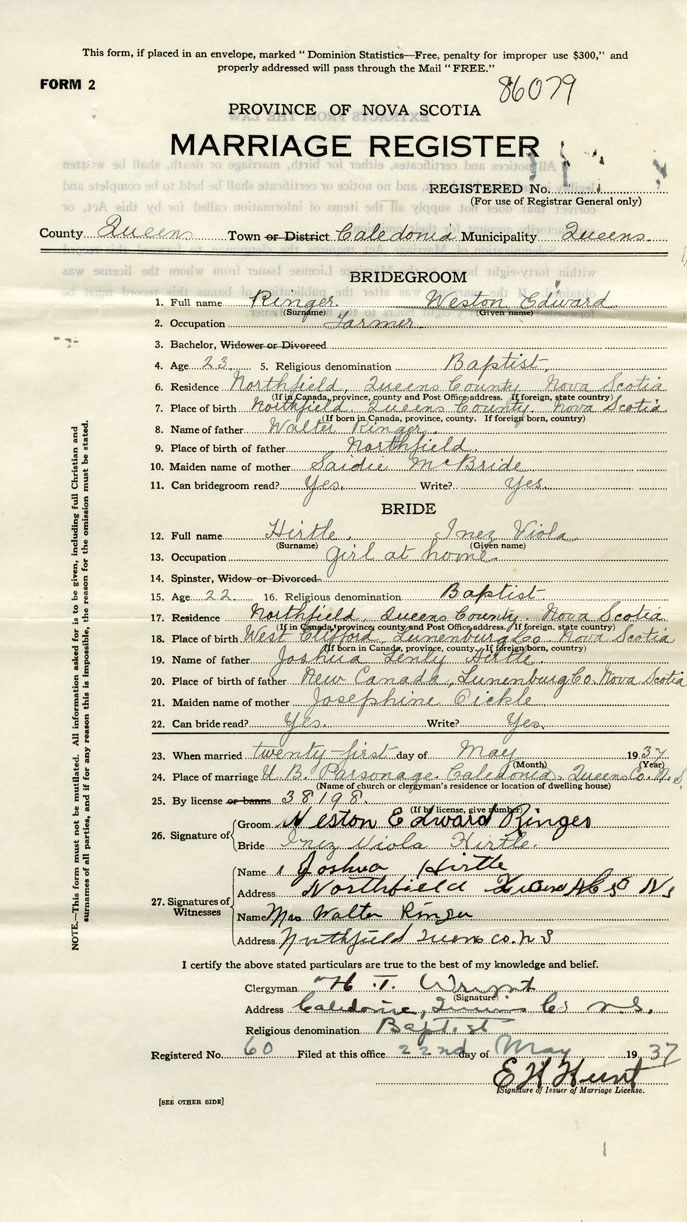 This form, if placed in an envelope, marked "Dominion Statistics—Free, penalty for improper use $300," and
properly addressed will pass through the Mail "FREE."
FORM 2
86079
PROVINCE OF NOVA SCOTIA
MARRIAGE REGISTER
REGISTERED No.
(For use of Registrar General only)
County Queens Town or District Caledonia Municipality Queens
BRIDEGROOM
1. Full name Ringer Weston Edward
(Surname) (Given name)
2. Occupation Farmer
3. Bachelor, Widower or Divorced
4. Age 23 5. Religious denomination Baptist
6. Residence Northfield, Queens County Nova Scotia
(If in Canada, province, county and Post Office address. If foreign, state country)
7. Place of birth Northfield Queens County. Nova Scotia
(If born in Canada, province, county. If foreign born, country)
8. Name of father Walter Ringer
9. Place of birth of father Northfield
10. Maiden name of mother Saidie McBride
11. Can bridegroom read? Yes. Write? Yes.
BRIDE
12. Full name Hirtle Inez Viola
(Surname) (Given name)
13. Occupation girl at home
14. Spinster, Widow or Divorced
15. Age 22 16. Religious denomination Baptist
17. Residence Northfield, Queens County. Nova Scotia
(If in Canada, province, county and Post Office address. If foreign, state country)
18. Place of birth West Clifford, Lunenburg Co Nova Scotia
(If born in Canada, province, county. If foreign born, country)
19. Name of father Joshua Hirtle
20. Place of birth of father New Canada, Lunenburg Co. Nova Scotia
21. Maiden name of mother Josephine
22. Can bride read? Yes. Write? Yes.
23. When married twenty-first day of May 1937
(Month) (Year)
24. Place of marriage U. B. Parsonage Caledonia, Queens Co. N.S.
(Name of church or clergyman's residence or location of dwelling house)
25. By license or banns 38198
(If by license, give number)
26. Signature of
Groom Weston Edward Ringer
Bride Inez Viola Hirtle
27. Signatures of Witnesses
Name Joshua Hirtle
Address Northfield Queens Co NS
Name Mrs Walter Ringer
Address Northfield Queens co. n S
I certify the above stated particulars are true to the best of my knowledge and belief.
Clergyman H. T. Wright
(Signature)
Address Caledonia, Queens Co n.S.
Religious denomination Baptist
Registered No. 60 Filed at this office 22nd day of May 1937
E H Hunt
Signature of Issuer of Marriage License.
[SEE OTHER SIDE]
NOTE.—This form must not be mutilated. All information asked for is to be given, including full Christian and
surnames of all parties, and if for any reason this is impossible, the reason for the omission must be stated.